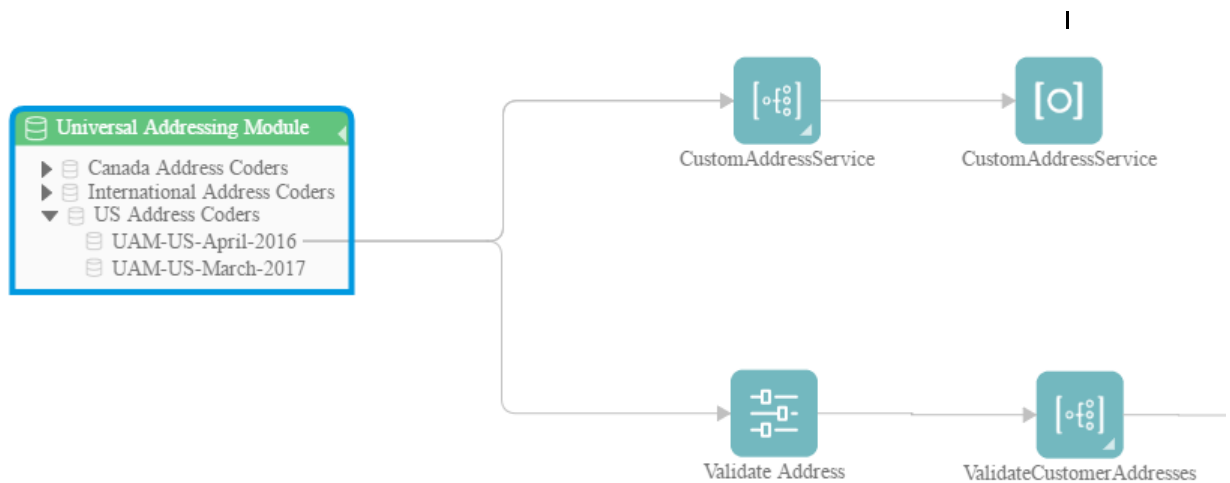 Universal Addressing Module
Canada Address Coders
International Address Coders
US Address Coders
UAM-US-April-2016
UAM-US-March-2017
CustomAddressService
CustomAddressService
Validate Address
ValidateCustomerAddresses